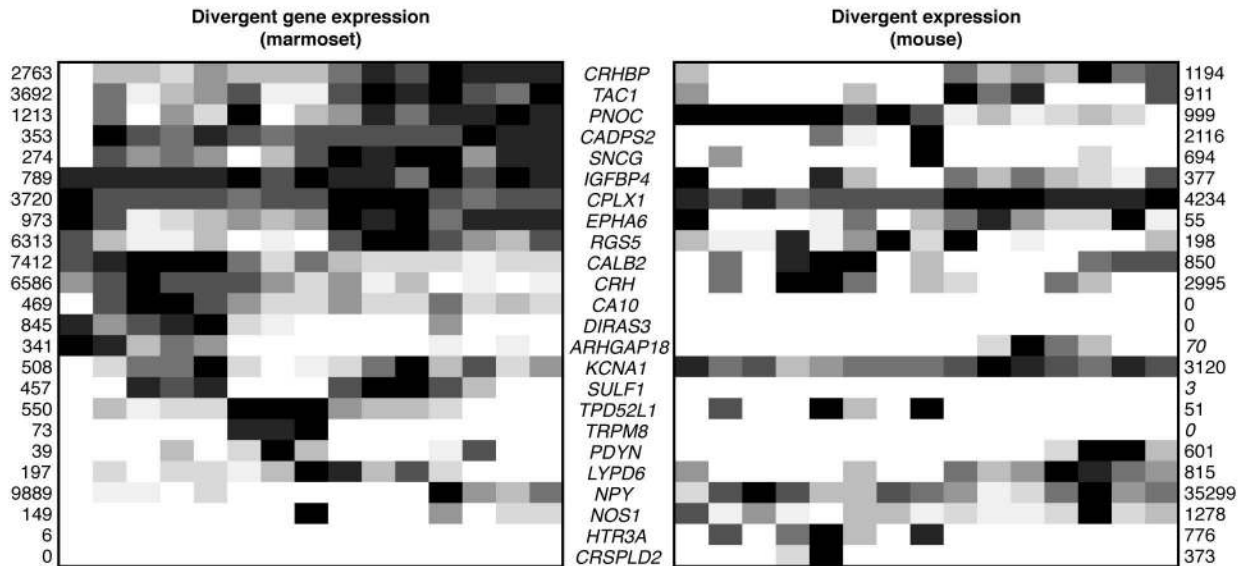 Divergent gene expression
(marmoset)
Divergent expression
(mouse)
2763 CRHBP 1194
3692 TAC1 911
1213 PNOC 999
353 CADPS2 2116
274 SNCG 694
789 IGFBP4 377
3720 CPLX1 4234
973 EPHA6 55
6313 RGS5 198
7412 CALB2 850
6586 CRH 2995
469 CA10 0
845 DIRAS3 0
341 ARHGAP18 70
508 KCNA1 3120
457 SULF1 3
550 TPD52L1 51
73 TRPM8 0
39 PDYN 601
197 LYPD6 815
9889 NPY 35299
149 NOS1 1278
6 HTR3A 776
0 CRSPLD2 373